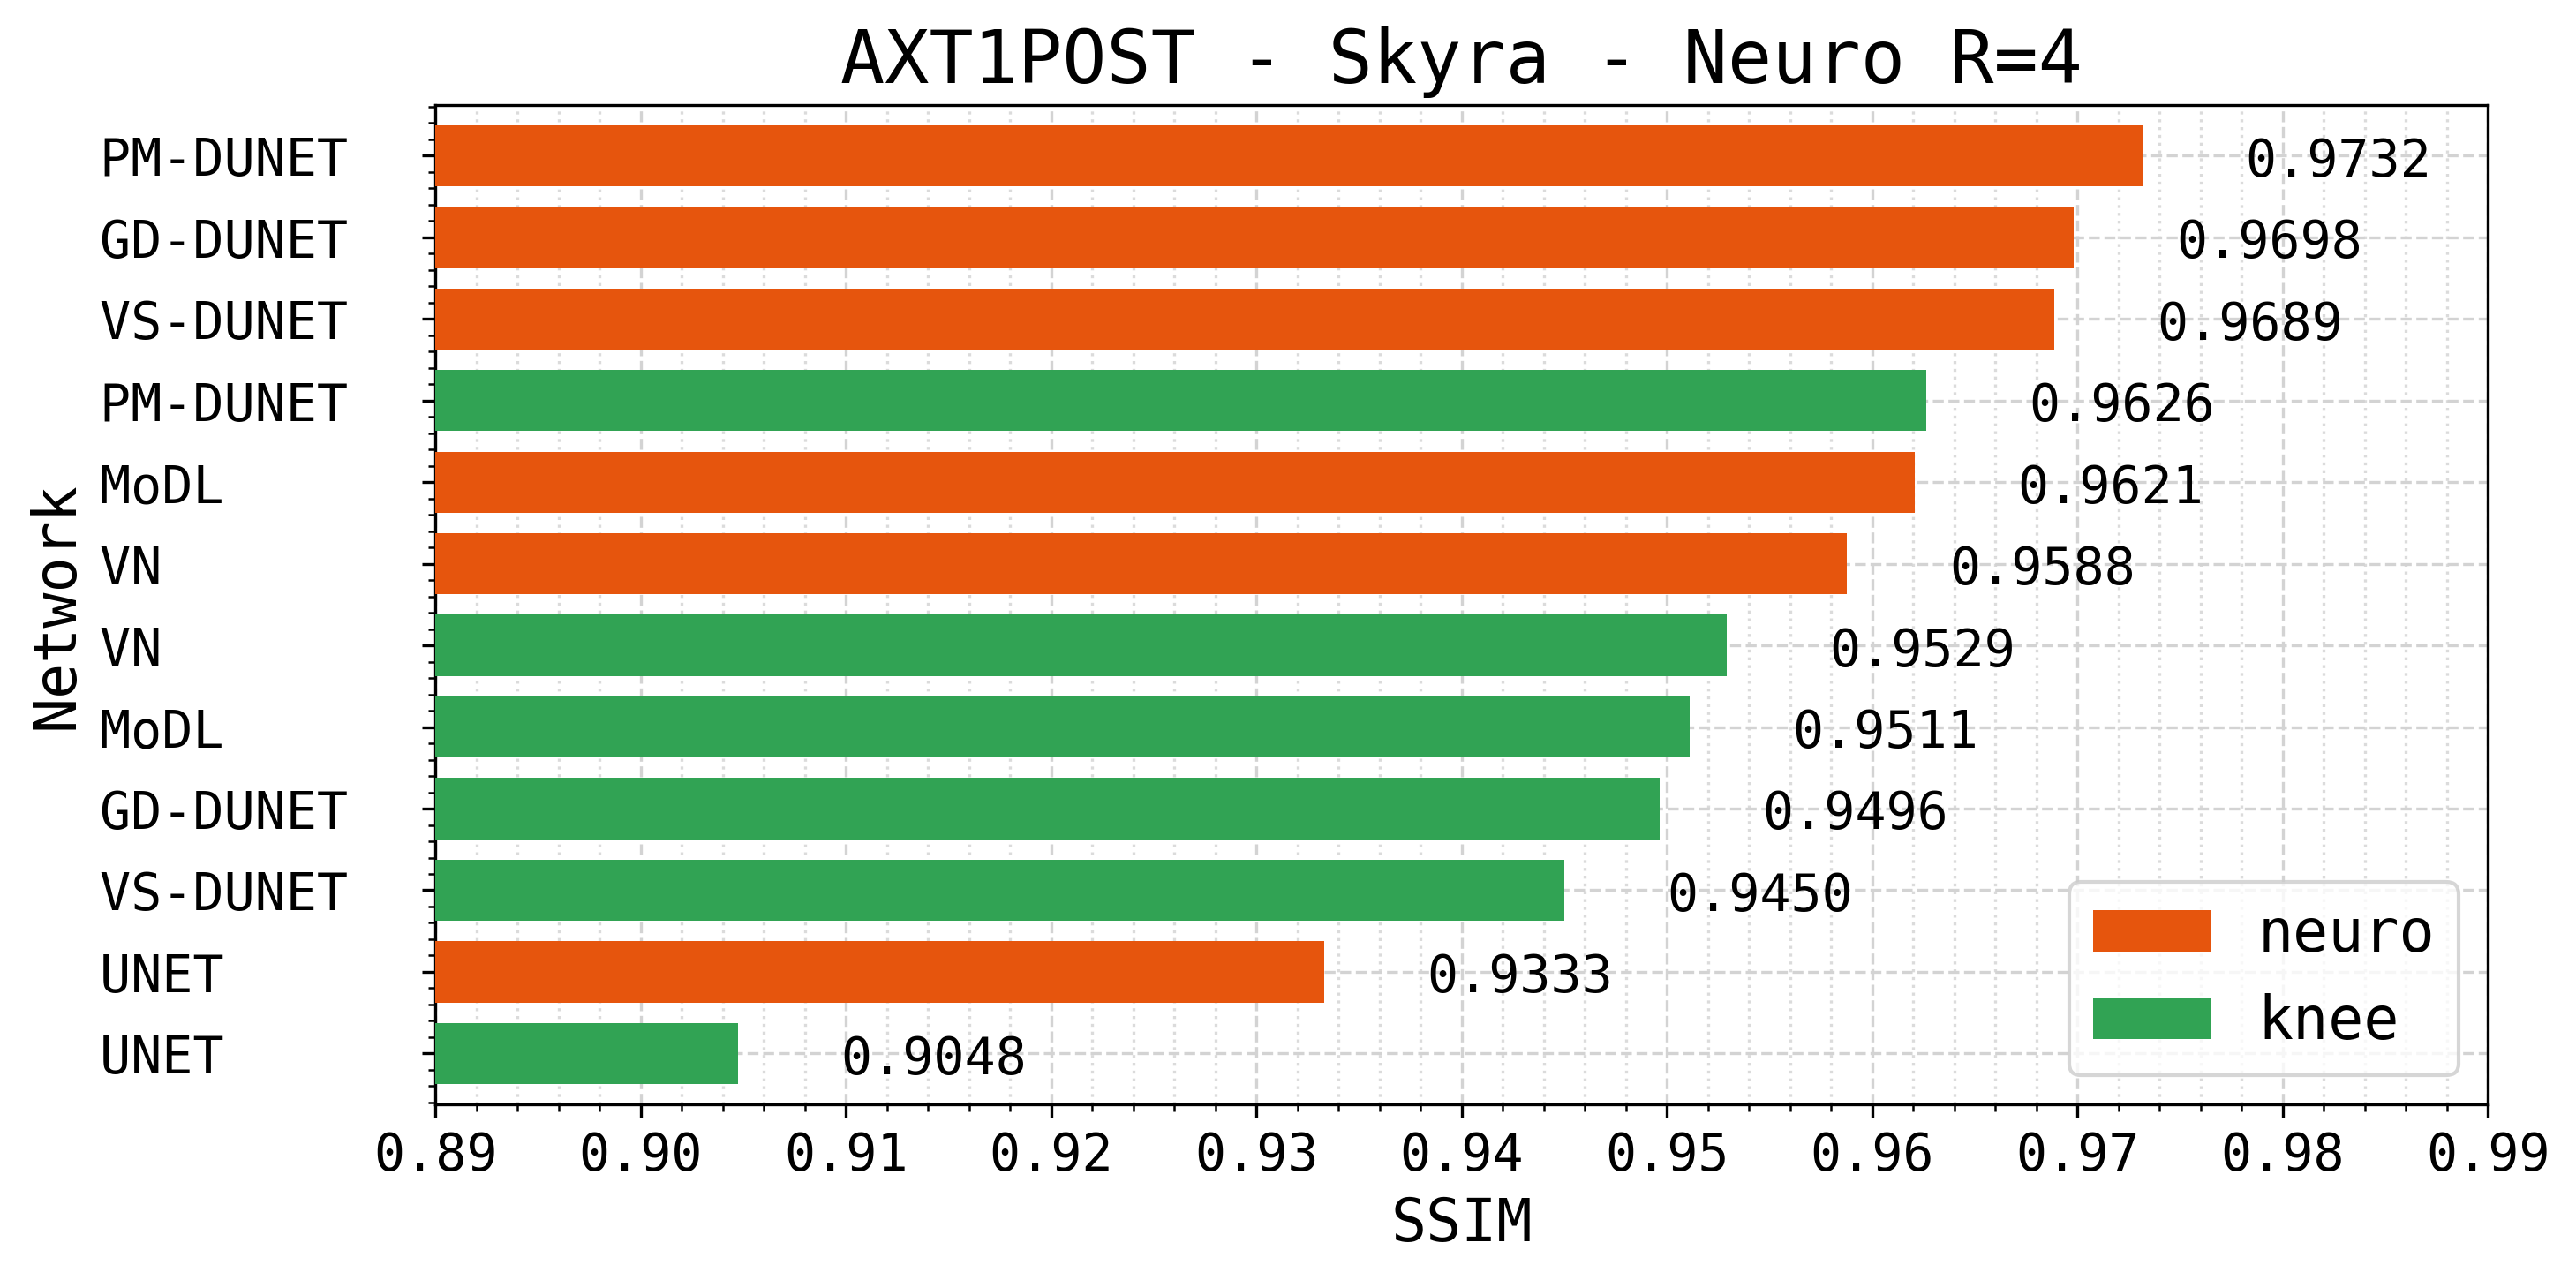 AXT1POST - Skyra - Neuro R=4
Network
PM-DUNET 0.9732
GD-DUNET 0.9698
VS-DUNET 0.9689
PM-DUNET 0.9626
MoDL 0.9621
VN 0.9588
VN 0.9529
MoDL 0.9511
GD-DUNET 0.9496
VS-DUNET 0.9450
UNET 0.9333
UNET 0.9048
neuro
knee
0.89 0.90 0.91 0.92 0.93 0.94 0.95 0.96 0.97 0.98 0.99
SSIM